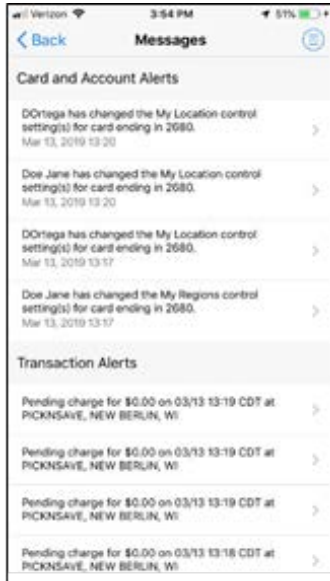 Verizon 3:54 PM 51%
Back Messages
Card and Account Alerts
DOrtega has changed the My Location control
setting(s) for card ending in 2680.
Mar 13, 2019 13:20
Doe Jane has changed the My Location control
setting(s) for card ending in 2680.
Mar 13, 2019 13:20
DOrtega has changed the My Location control
setting(s) for card ending in 2680.
Mar 13, 2019 13:17
Doe Jane has changed the My Regions control
setting(s) for card ending in 2680.
Mar 13, 2019 13:17
Transaction Alerts
Pending charge for $0.00 on 03/13 13:19 CDT at
PICKNSAVE, NEW BERLIN, WI
Pending charge for $0.00 on 03/13 13:19 CDT at
PICKNSAVE, NEW BERLIN, WI
Pending charge for $0.00 on 03/13 13:19 CDT at
PICKNSAVE, NEW BERLIN, WI
Pending charge for $0.00 on 03/13 13:18 CDT at
PICKNSAVE, NEW BERLIN, WI